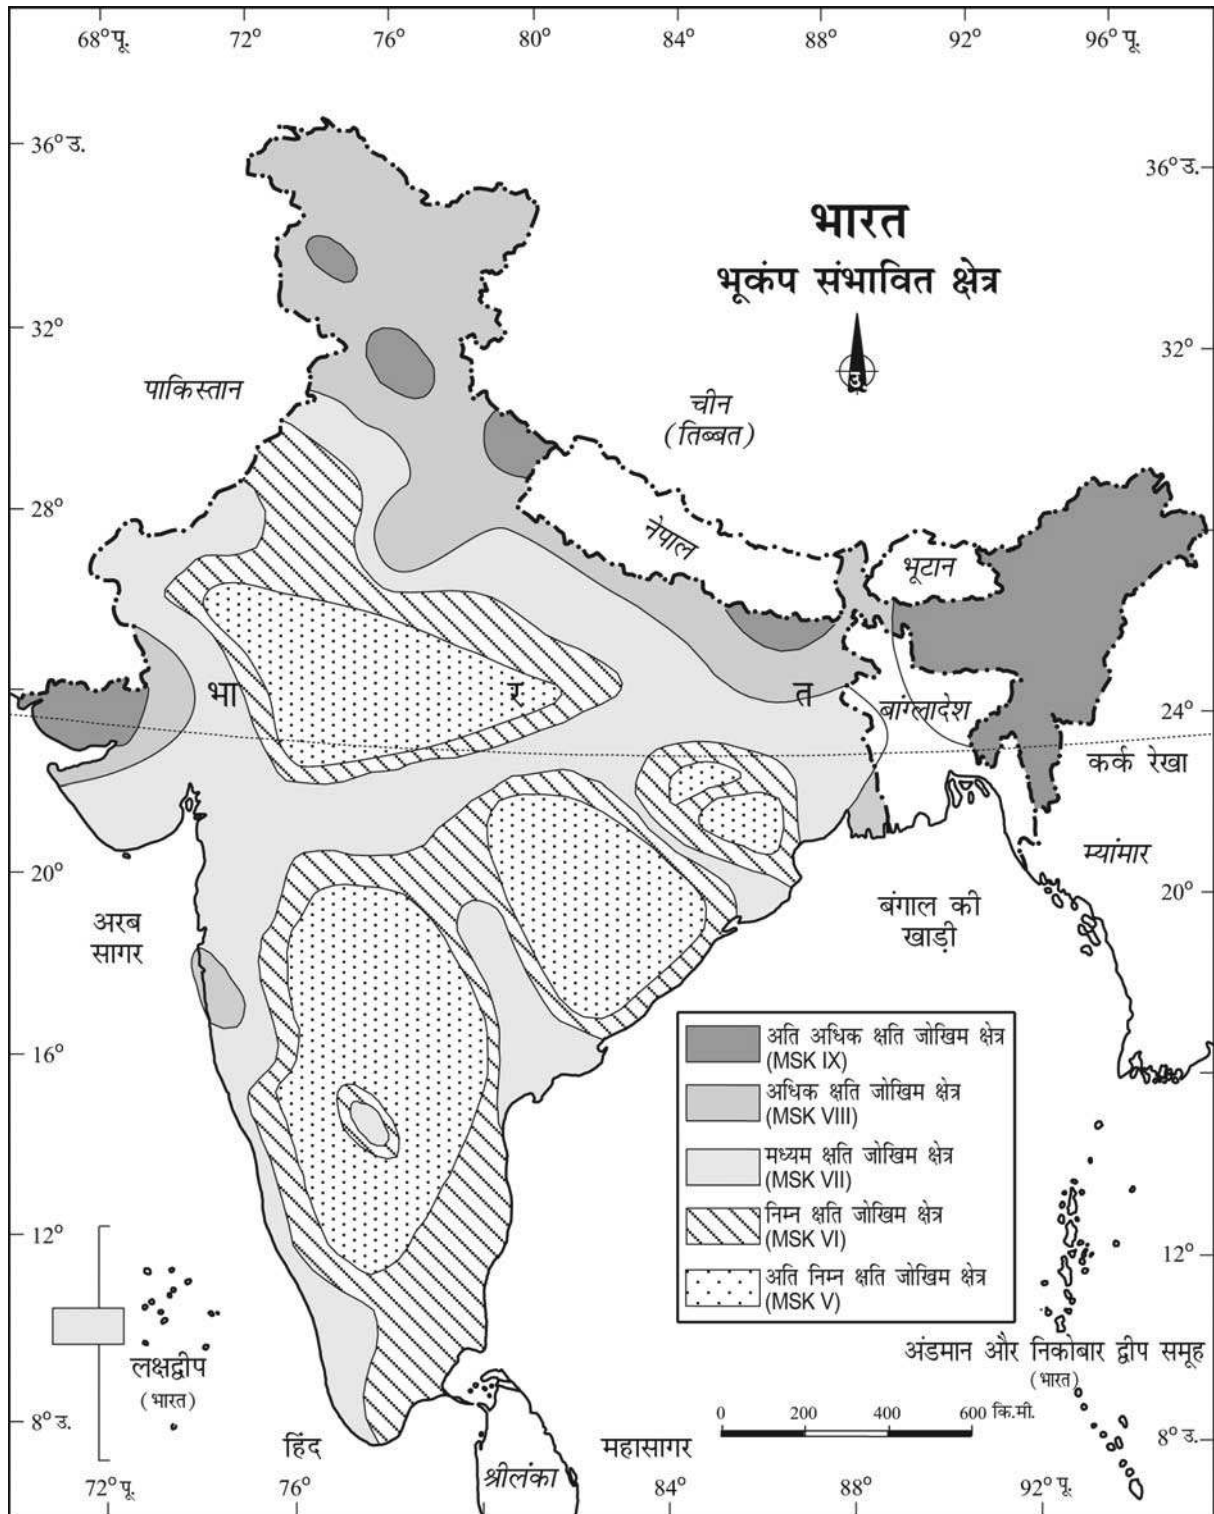 68° पू.
72°
76°
80°
84°
88°
92°
96° पू.
36° उ.
36° उ.
भारत
भूकंप संभावित क्षेत्र
उ
32°
32°
पाकिस्तान
चीन
(तिब्बत)
28°
नेपाल
भूटान
भा
र
त
बांग्लादेश
24°
कर्क रेखा
म्यांमार
20°
20°
अरब
सागर
बंगाल की
खाड़ी
16°
अति अधिक क्षति जोखिम क्षेत्र
(MSK IX)
अधिक क्षति जोखिम क्षेत्र
(MSK VIII)
मध्यम क्षति जोखिम क्षेत्र
(MSK VII)
निम्न क्षति जोखिम क्षेत्र
(MSK VI)
अति निम्न क्षति जोखिम क्षेत्र
(MSK V)
12°
12°
लक्षद्वीप
(भारत)
अंडमान और निकोबार द्वीप समूह
(भारत)
0 200 400 600 कि.मी.
8° उ.
8° उ.
हिंद
महासागर
श्रीलंका
72° पू.
76°
84°
88°
92° पू.